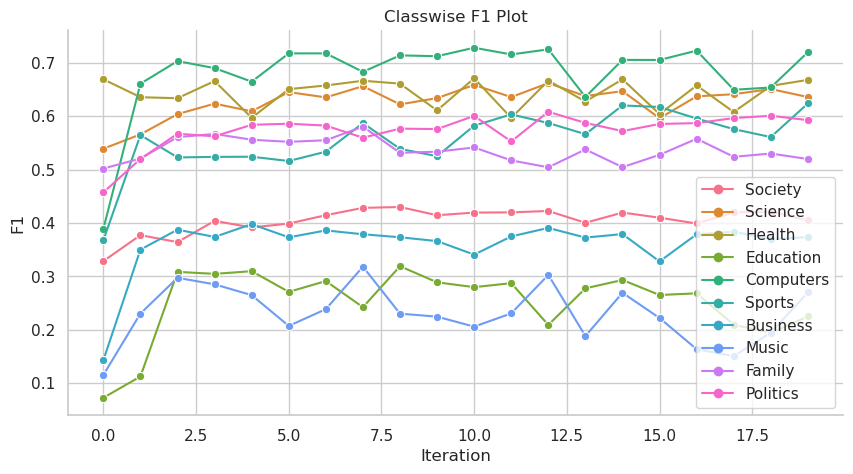 Classwise F1 Plot
F1
0.7
0.6
0.5
0.4
0.3
0.2
0.1
Society
Science
Health
Education
Computers
Sports
Business
Music
Family
Politics
0.0 2.5 5.0 7.5 10.0 12.5 15.0 17.5
Iteration